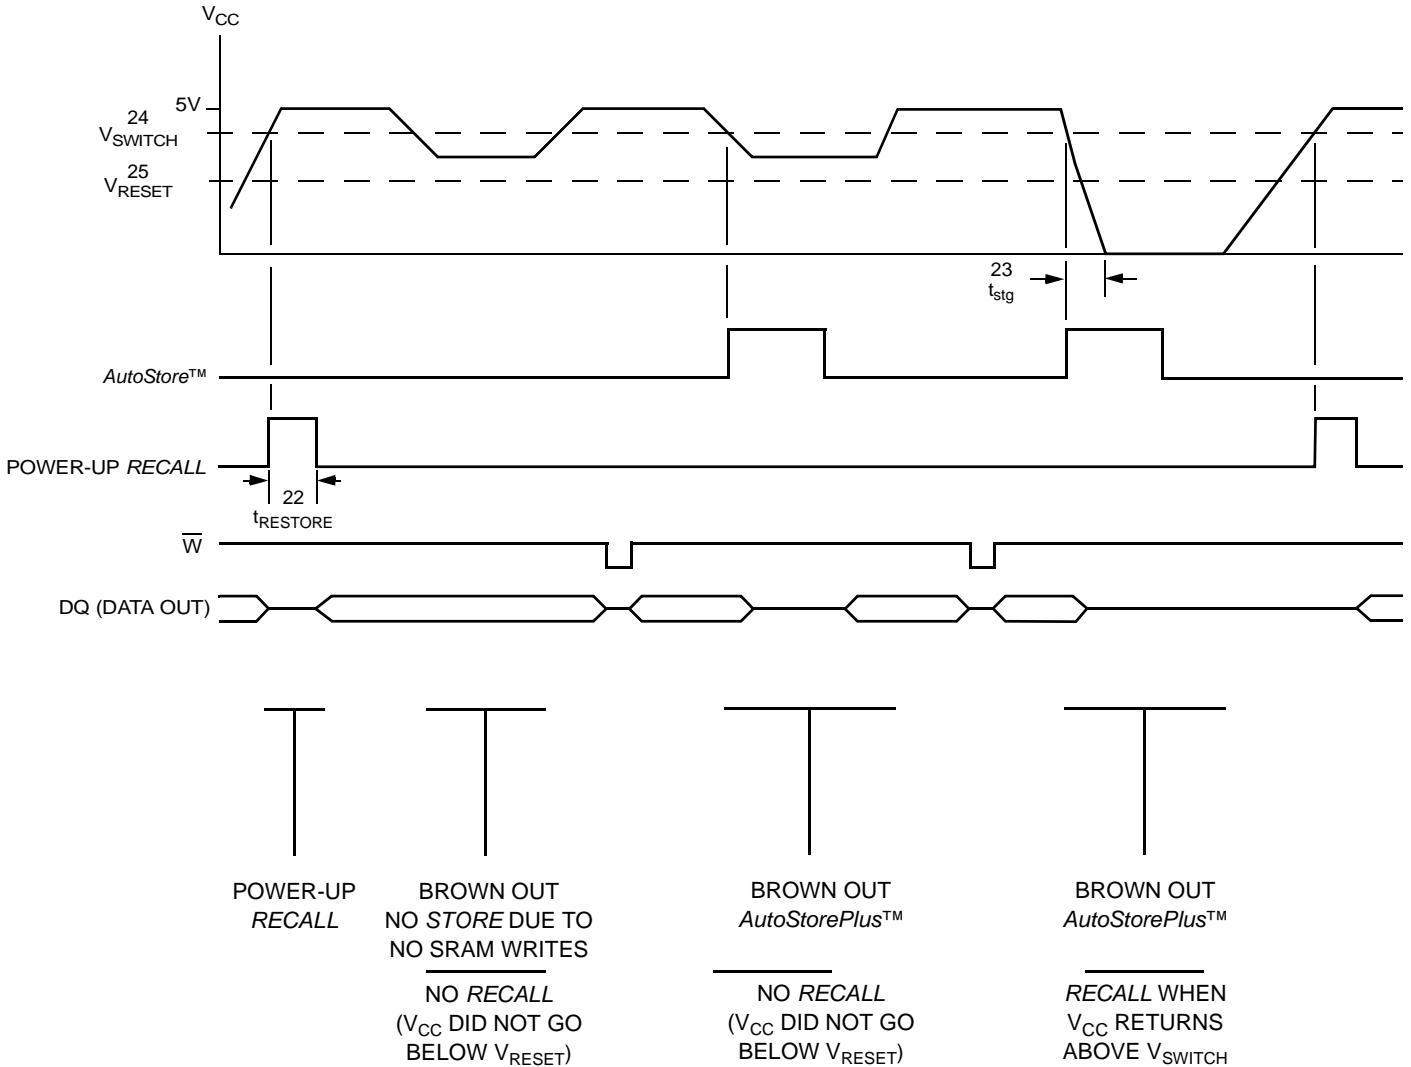 VCC
5V
24
VSWITCH
25
VRESET
23
tstg
AutoStore™
POWER-UP RECALL
22
tRESTORE
W
DQ (DATA OUT)
POWER-UP
RECALL
BROWN OUT
NO STORE DUE TO
NO SRAM WRITES
NO RECALL
(VCC DID NOT GO
BELOW VRESET)
BROWN OUT
AutoStorePlus™
NO RECALL
(VCC DID NOT GO
BELOW VRESET)
BROWN OUT
AutoStorePlus™
RECALL WHEN
VCC RETURNS
ABOVE VSWITCH